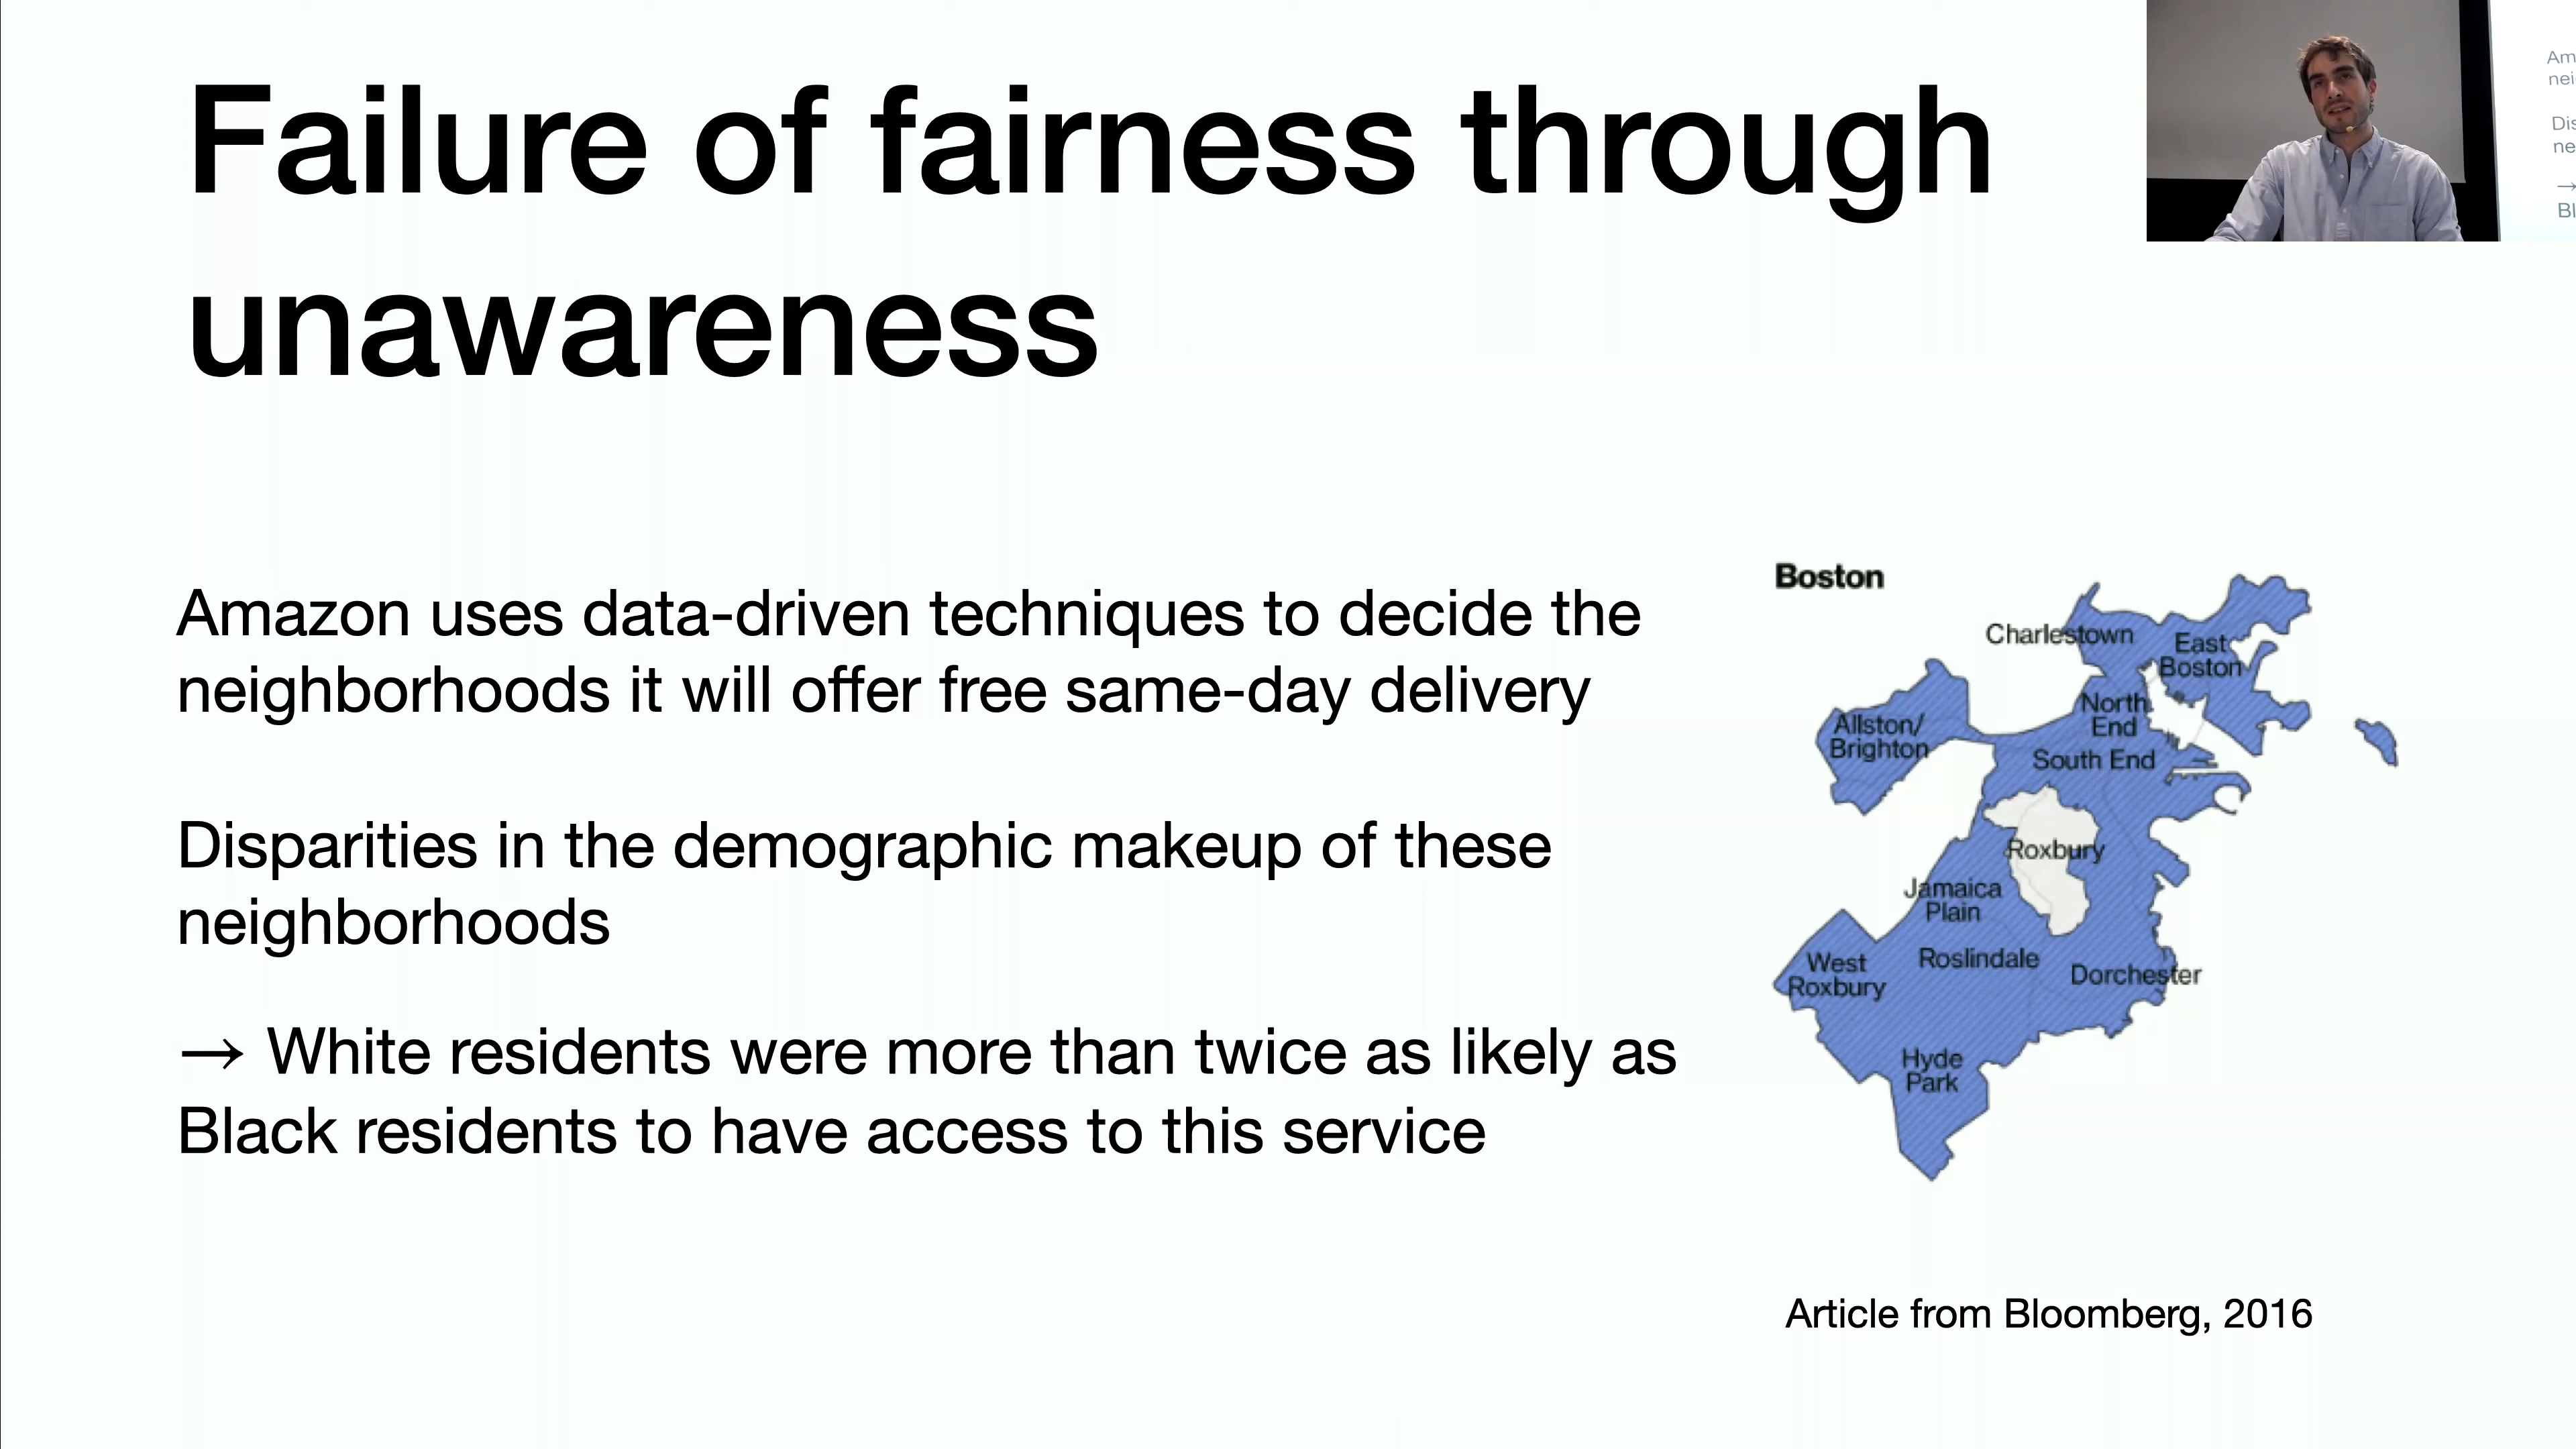 Failure of fairness through
unawareness
Amazon uses data-driven techniques to decide the
neighborhoods it will offer free same-day delivery
Disparities in the demographic makeup of these
neighborhoods
→ White residents were more than twice as likely as
Black residents to have access to this service
Boston
Charlestown
East
Boston
North
End
Allston/
Brighton
South End
Roxbury
Jamaica
Plain
West
Roxbury
Roslindale
Dorchester
Hyde
Park
Article from Bloomberg, 2016